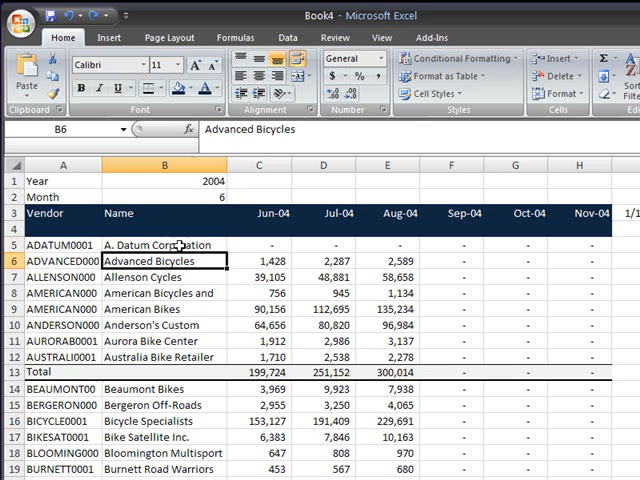 Book4 - Microsoft Excel
Home Insert Page Layout Formulas Data Review View Add-Ins
Paste
Clipboard
Calibri 11 A A
B I U A
Font
Alignment
General
$ % ,
Number
Conditional Formatting
Format as Table
Cell Styles
Styles
Insert
Delete
Format
Cells
Σ
Sort
Filter
B6 fx Advanced Bicycles
A B C D E F G H
1 Year 2004
2 Month 6
3 Vendor Name Jun-04 Jul-04 Aug-04 Sep-04 Oct-04 Nov-04
4
5 ADATUM0001 A. Datum Corporation - - - - - -
6 ADVANCED000 Advanced Bicycles 1,428 2,287 2,589 - - -
7 ALLENSON000 Allenson Cycles 39,105 48,881 58,658 - - -
8 AMERICAN000 American Bicycles and 756 945 1,134 - - -
9 AMERICAN000 American Bikes 90,156 112,695 135,234 - - -
10 ANDERSON000 Anderson's Custom 64,656 80,820 96,984 - - -
11 AURORAB0001 Aurora Bike Center 1,912 2,986 3,137 - - -
12 AUSTRALI0001 Australia Bike Retailer 1,710 2,538 2,278 - - -
13 Total 199,724 251,152 300,014 - - -
14 BEAUMONT00 Beaumont Bikes 3,969 9,923 7,938 - - -
15 BERGERON000 Bergeron Off-Roads 2,955 3,250 4,065 - - -
16 BICYCLE0001 Bicycle Specialists 153,127 191,409 229,691 - - -
17 BIKESAT0001 Bike Satellite Inc. 6,383 7,846 10,163 - - -
18 BLOOMING000 Bloomington Multisport 647 808 970 - - -
19 BURNETT0001 Burnett Road Warriors 453 567 680 - - -